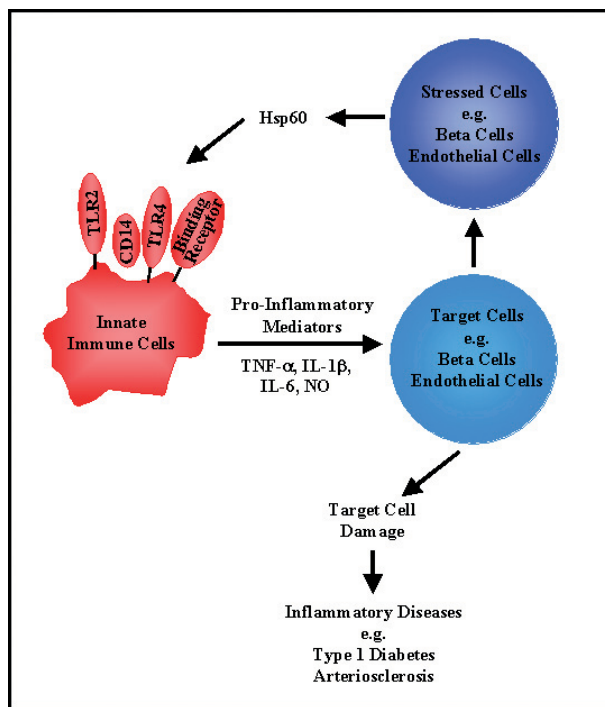 Stressed Cells
e.g.
Beta Cells
Endothelial Cells
Hsp60
TLR2
CD14
TLR4
Binding
Receptor
Innate
Immune Cells
Pro-Inflammatory
Mediators
TNF-α, IL-1β,
IL-6, NO
Target Cells
e.g.
Beta Cells
Endothelial Cells
Target Cell
Damage
Inflammatory Diseases
e.g.
Type 1 Diabetes
Arteriosclerosis